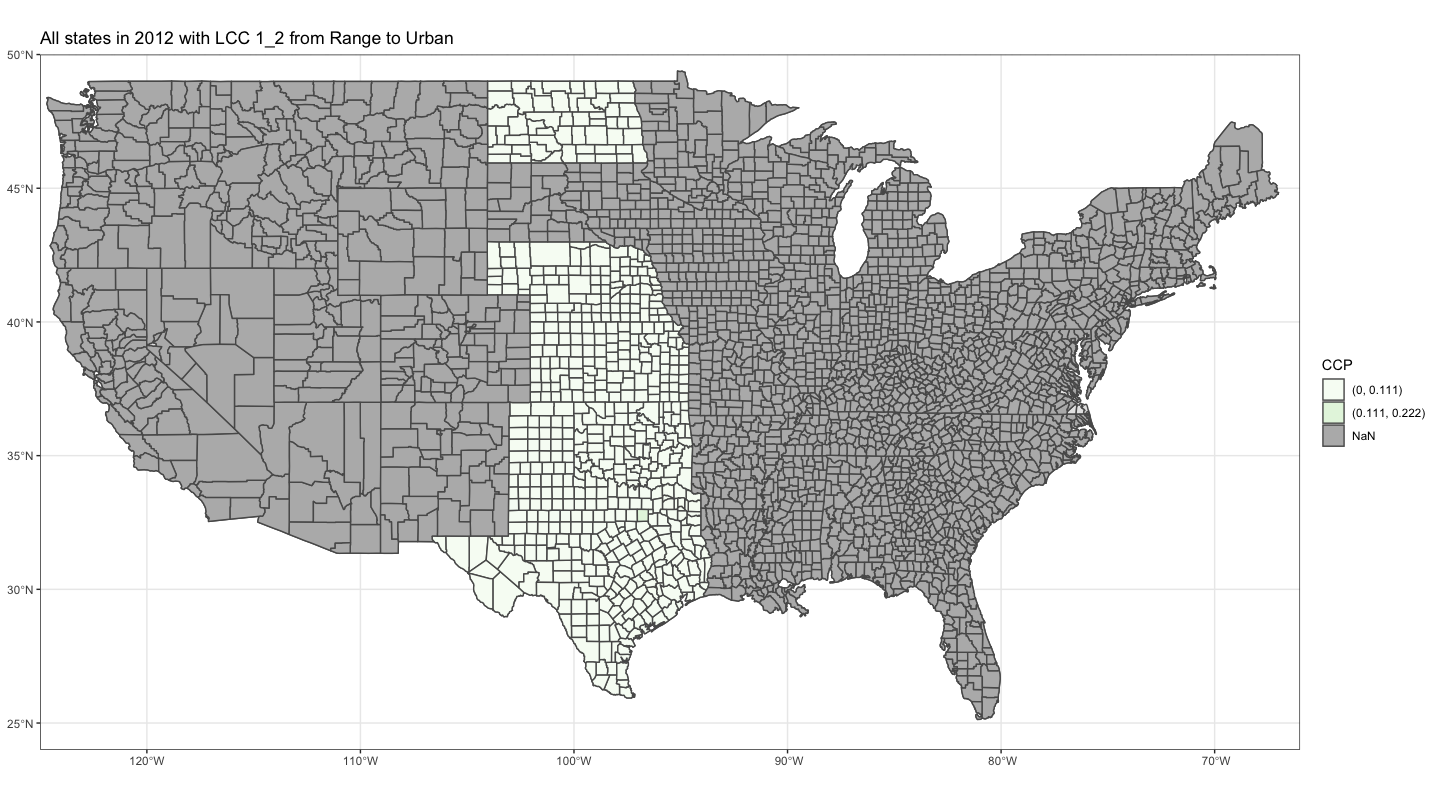 All states in 2012 with LCC 1_2 from Range to Urban
50°N
45°N
40°N
35°N
30°N
25°N
120°W
110°W
100°W
90°W
80°W
70°W
CCP
(0, 0.111)
(0.111, 0.222)
NaN